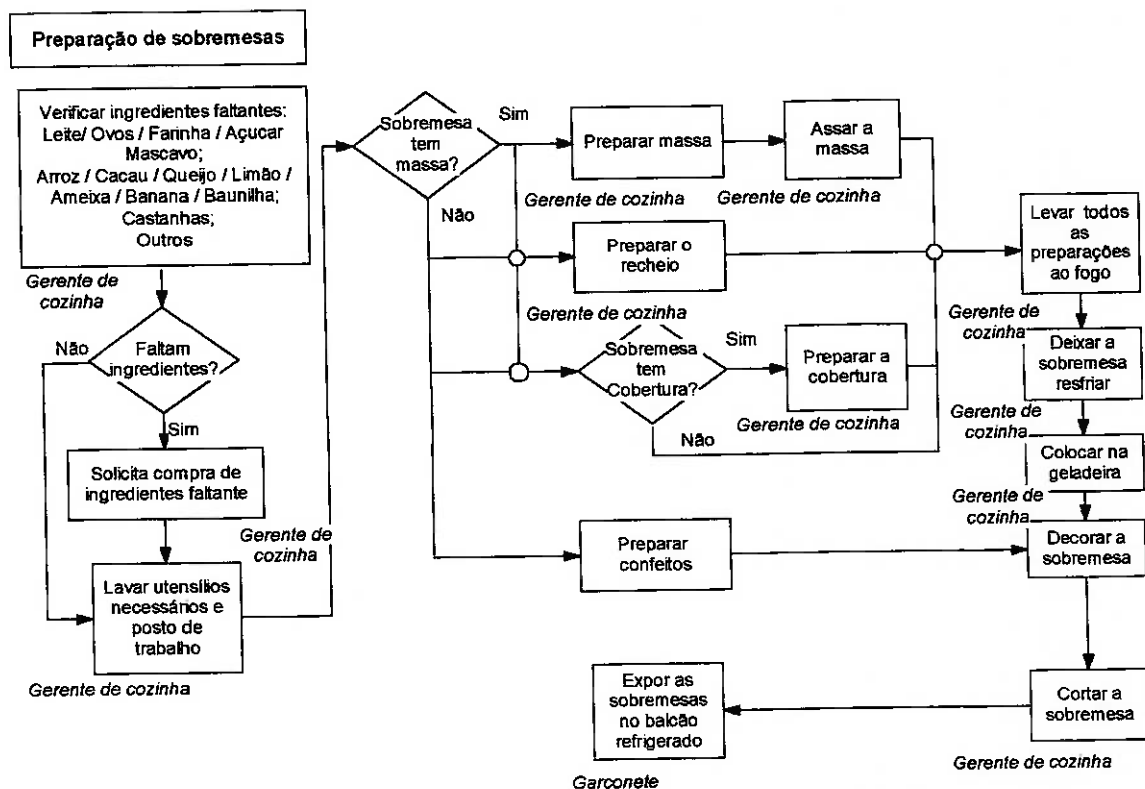 Preparação de sobremesas
Verificar ingredientes faltantes:
Leite/ Ovos / Farinha / Açucar
Mascavo;
Arroz / Cacau / Queijo / Limão /
Ameixa / Banana / Baunilha;
Castanhas;
Outros
Gerente de
cozinha
Não
Faltam
ingredientes?
Sim
Solicita compra de
ingredientes faltante
Gerente de
cozinha
Lavar utensílios
necessários e
posto de
trabalho
Gerente de cozinha
Sobremesa
tem
massa?
Sim
Não
Preparar massa
Gerente de cozinha
Assar a
massa
Gerente de cozinha
Preparar o
recheio
Gerente de cozinha
Sobremesa
tem
Cobertura?
Sim
Não
Preparar a
cobertura
Gerente de cozinha
Preparar
confeitos
Levar todos
as
preparações
ao fogo
Gerente de
cozinha
Deixar a
sobremesa
resfriar
Gerente de
cozinha
Colocar na
geladeira
Gerente de
cozinha
Decorar a
sobremesa
Cortar a
sobremesa
Gerente de cozinha
Expor as
sobremesas
no balcão
refrigerado
Garconete